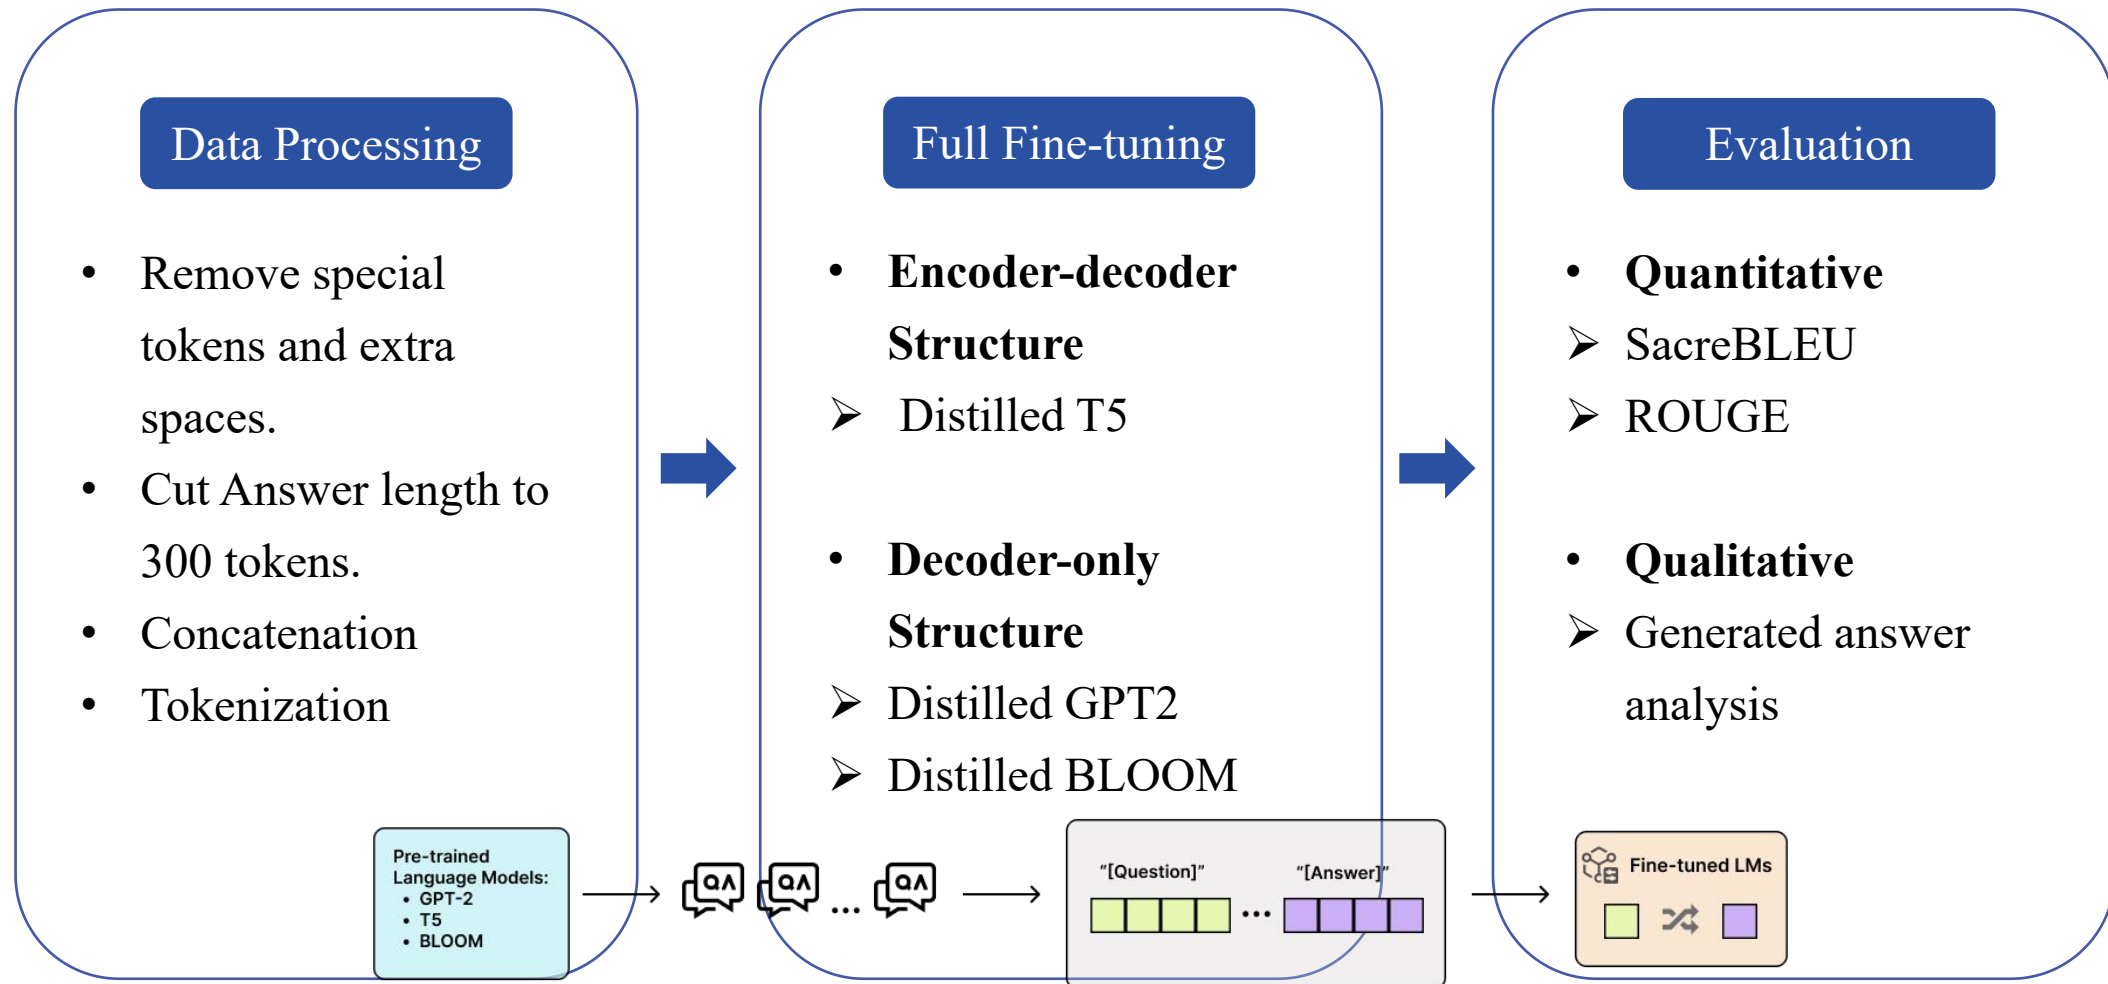 Data Processing
• Remove special
tokens and extra
spaces.
• Cut Answer length to
300 tokens.
• Concatenation
• Tokenization
Full Fine-tuning
• Encoder-decoder
Structure
➢ Distilled T5
• Decoder-only
Structure
➢ Distilled GPT2
➢ Distilled BLOOM
Evaluation
• Quantitative
➢ SacreBLEU
➢ ROUGE
• Qualitative
➢ Generated answer
analysis
Pre-trained
Language Models:
• GPT-2
• T5
• BLOOM
QA QA ... QA
"[Question]" "[Answer]"
...
Fine-tuned LMs